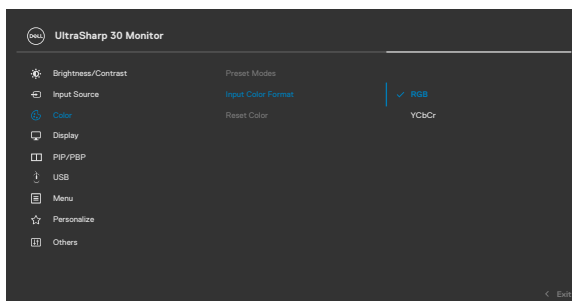 DELL UltraSharp 30 Monitor
Brightness/Contrast Preset Modes
Input Source Input Color Format RGB
Color Reset Color YCbCr
Display
PIP/PBP
USB
Menu
Personalize
Others
Exit